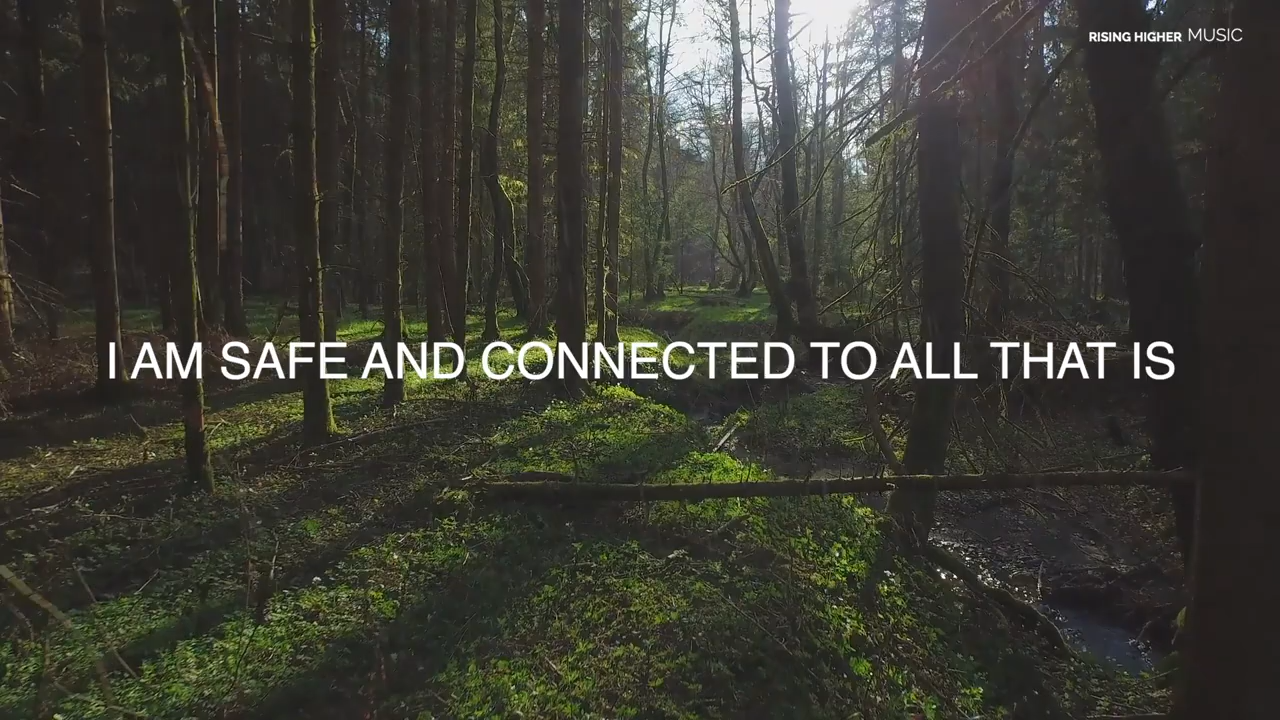 RISING HIGHER MUSIC
I AM SAFE AND CONNECTED TO ALL THAT IS